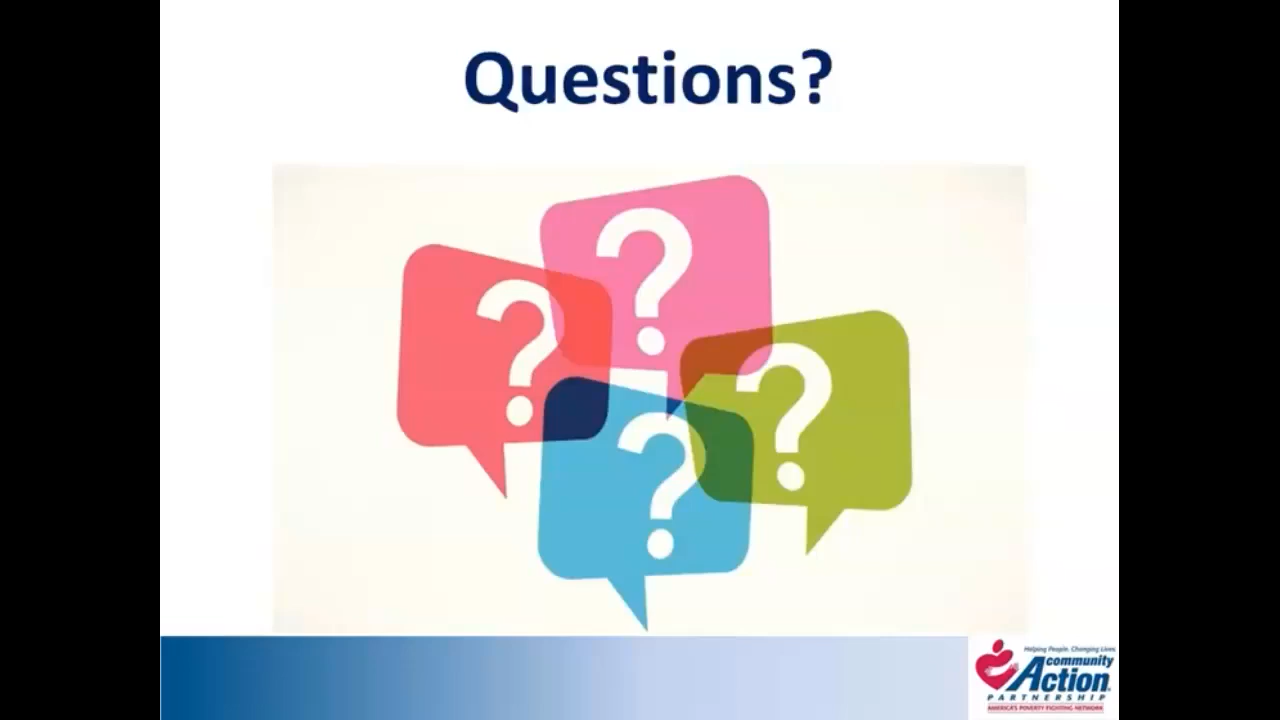 Questions?
?
?
?
?
Helping People. Changing Lives.
community
Action
PARTNERSHIP
AMERICA'S POVERTY FIGHTING NETWORK